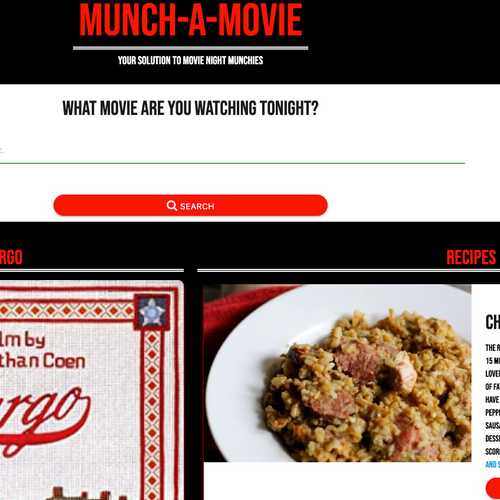 MUNCH-A-MOVIE
YOUR SOLUTION TO MOVIE NIGHT MUNCHIES
WHAT MOVIE ARE YOU WATCHING TONIGHT?
SEARCH
RGO
RECIPES
lm by
than Coen
rgo
CH
THE R
15 MI
LOVE
OF FA
HAVE
PEPP
SAUS
DESS
SCOR
AND S